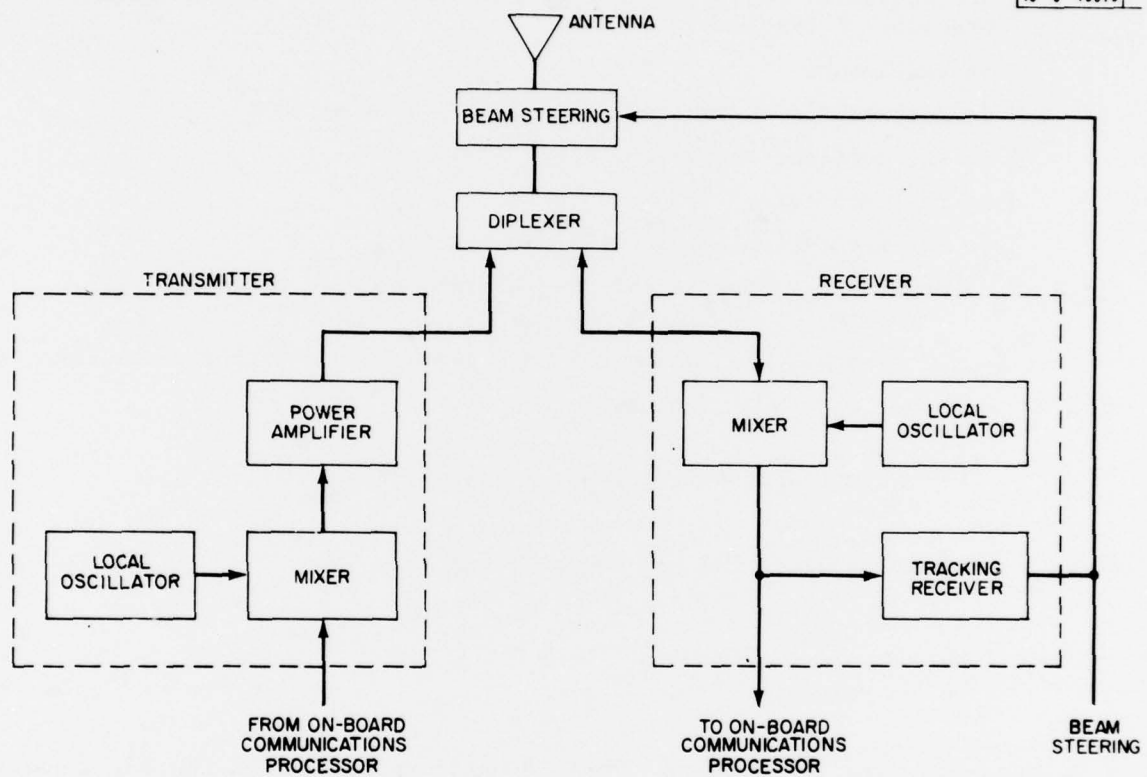 ANTENNA
BEAM STEERING
DIPLEXER
TRANSMITTER
RECEIVER
POWER
AMPLIFIER
MIXER
LOCAL
OSCILLATOR
LOCAL
OSCILLATOR
MIXER
TRACKING
RECEIVER
FROM ON-BOARD
COMMUNICATIONS
PROCESSOR
TO ON-BOARD
COMMUNICATIONS
PROCESSOR
BEAM
STEERING